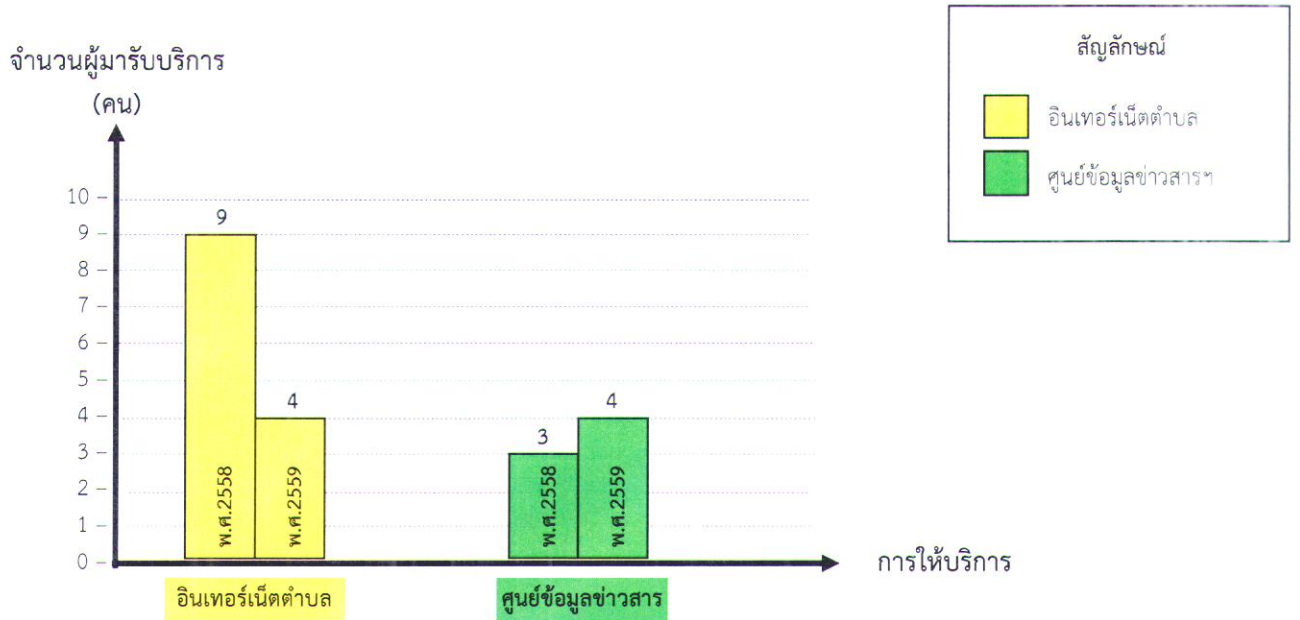 จำนวนผู้มารับบริการ
(คน)
สัญลักษณ์
อินเทอร์เน็ตตำบล
ศูนย์ข้อมูลข่าวสารฯ
10
9
8
7
6
5
4
3
2
1
0
9
4
3
4
พ.ศ.2558
พ.ศ.2559
พ.ศ.2558
พ.ศ.2559
การให้บริการ
อินเทอร์เน็ตตำบล
ศูนย์ข้อมูลข่าวสาร